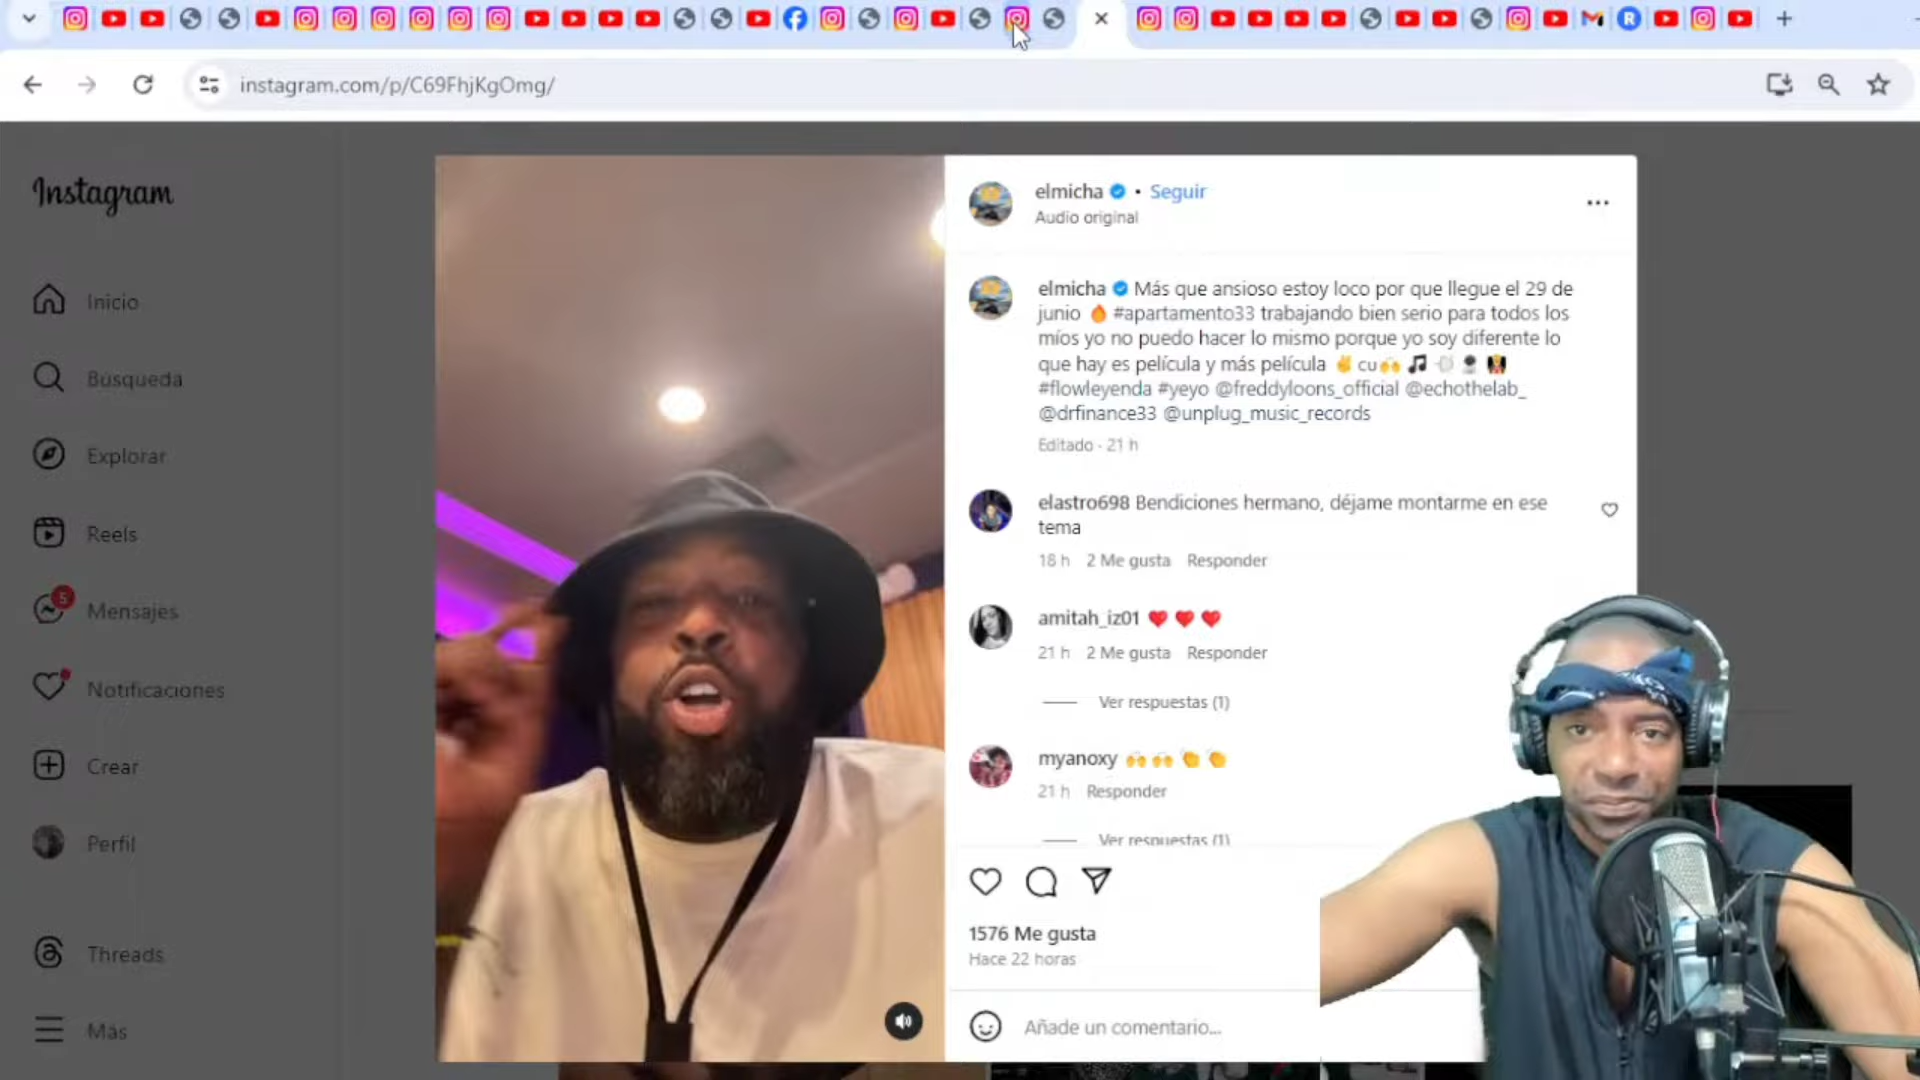 instagram.com/p/C69FhjKgOmg/
Instagram
Inicio
Búsqueda
Explorar
Reels
5
Mensajes
Notificaciones
Crear
Perfil
Threads
Más
elmicha • Seguir
Audio original
elmicha Más que ansioso estoy loco por que llegue el 29 de
junio 🔥 #apartamento33 trabajando bien serio para todos los
míos yo no puedo hacer lo mismo porque yo soy diferente lo
que hay es película y más película ✌️ cu🙌 🎵
#flowleyenda #yeyo @freddyloons_official @echothelab_
@drfinance33 @unplug_music_records
Editado · 21 h
elastro698 Bendiciones hermano, déjame montarme en ese
tema
18 h 2 Me gusta Responder
amitah_iz01 ❤️ ❤️ ❤️
21 h 2 Me gusta Responder
Ver respuestas (1)
myanoxy 🙌 🙌 👏 👏
21 h Responder
Ver respuestas (1)
1576 Me gusta
Hace 22 horas
Añade un comentario...